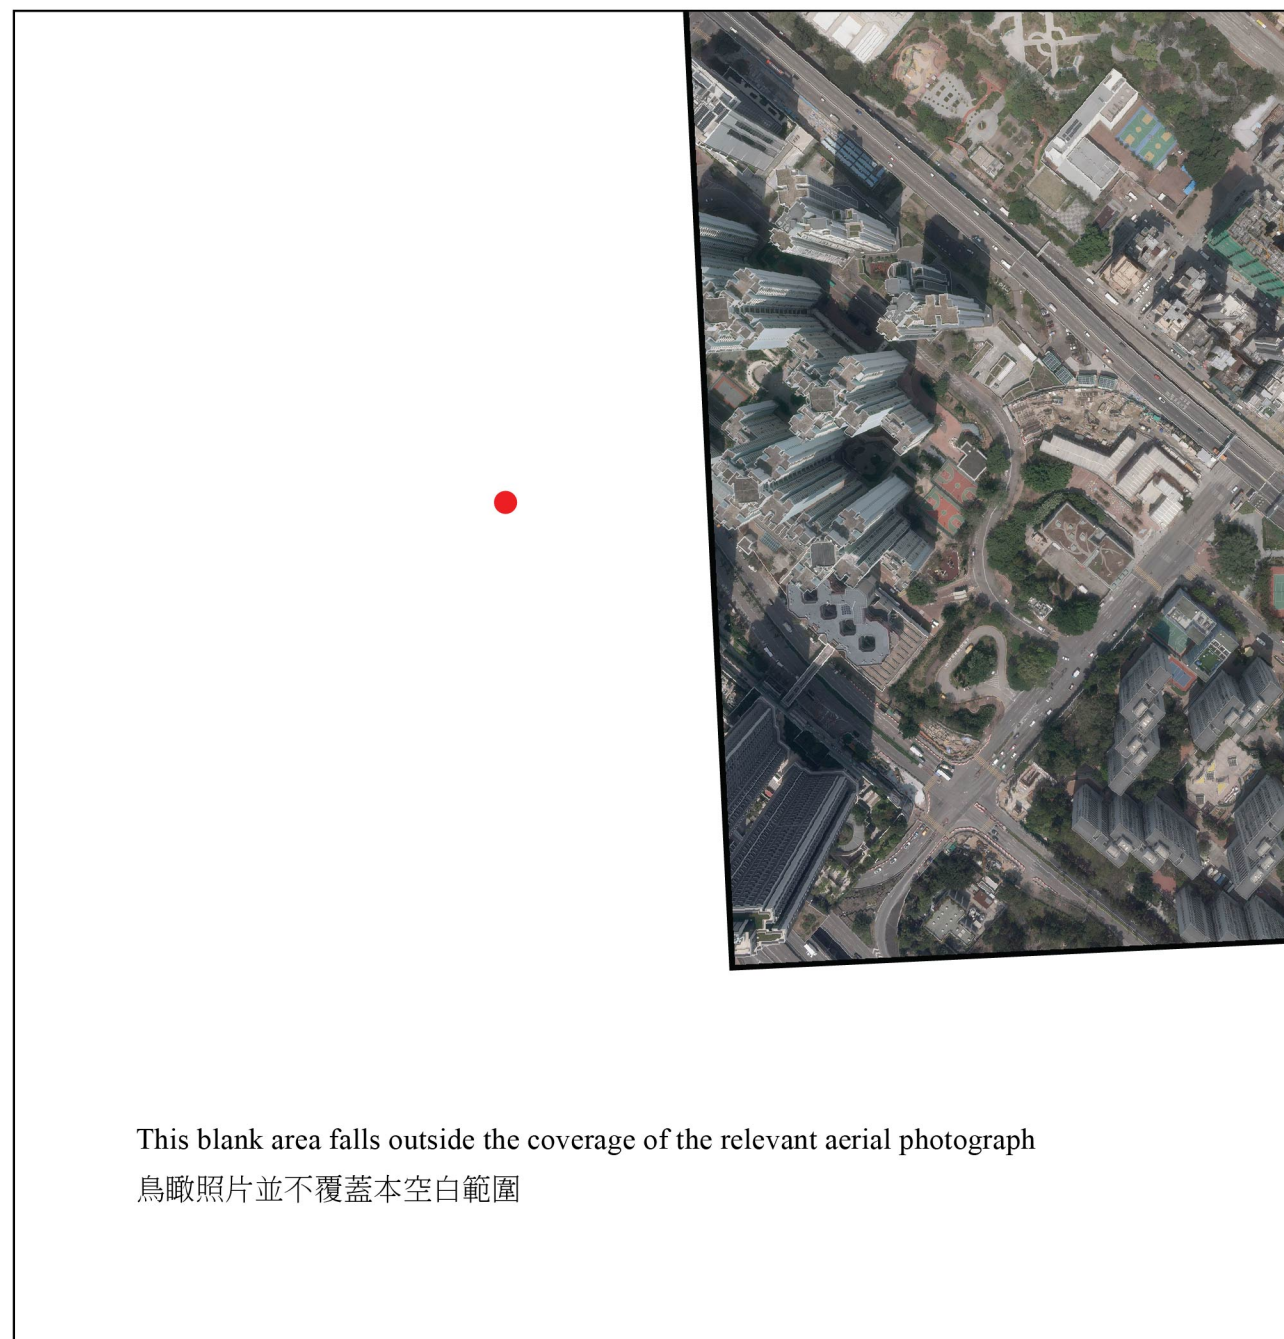 This blank area falls outside the coverage of the relevant aerial photograph
鳥瞰照片並不覆蓋本空白範圍